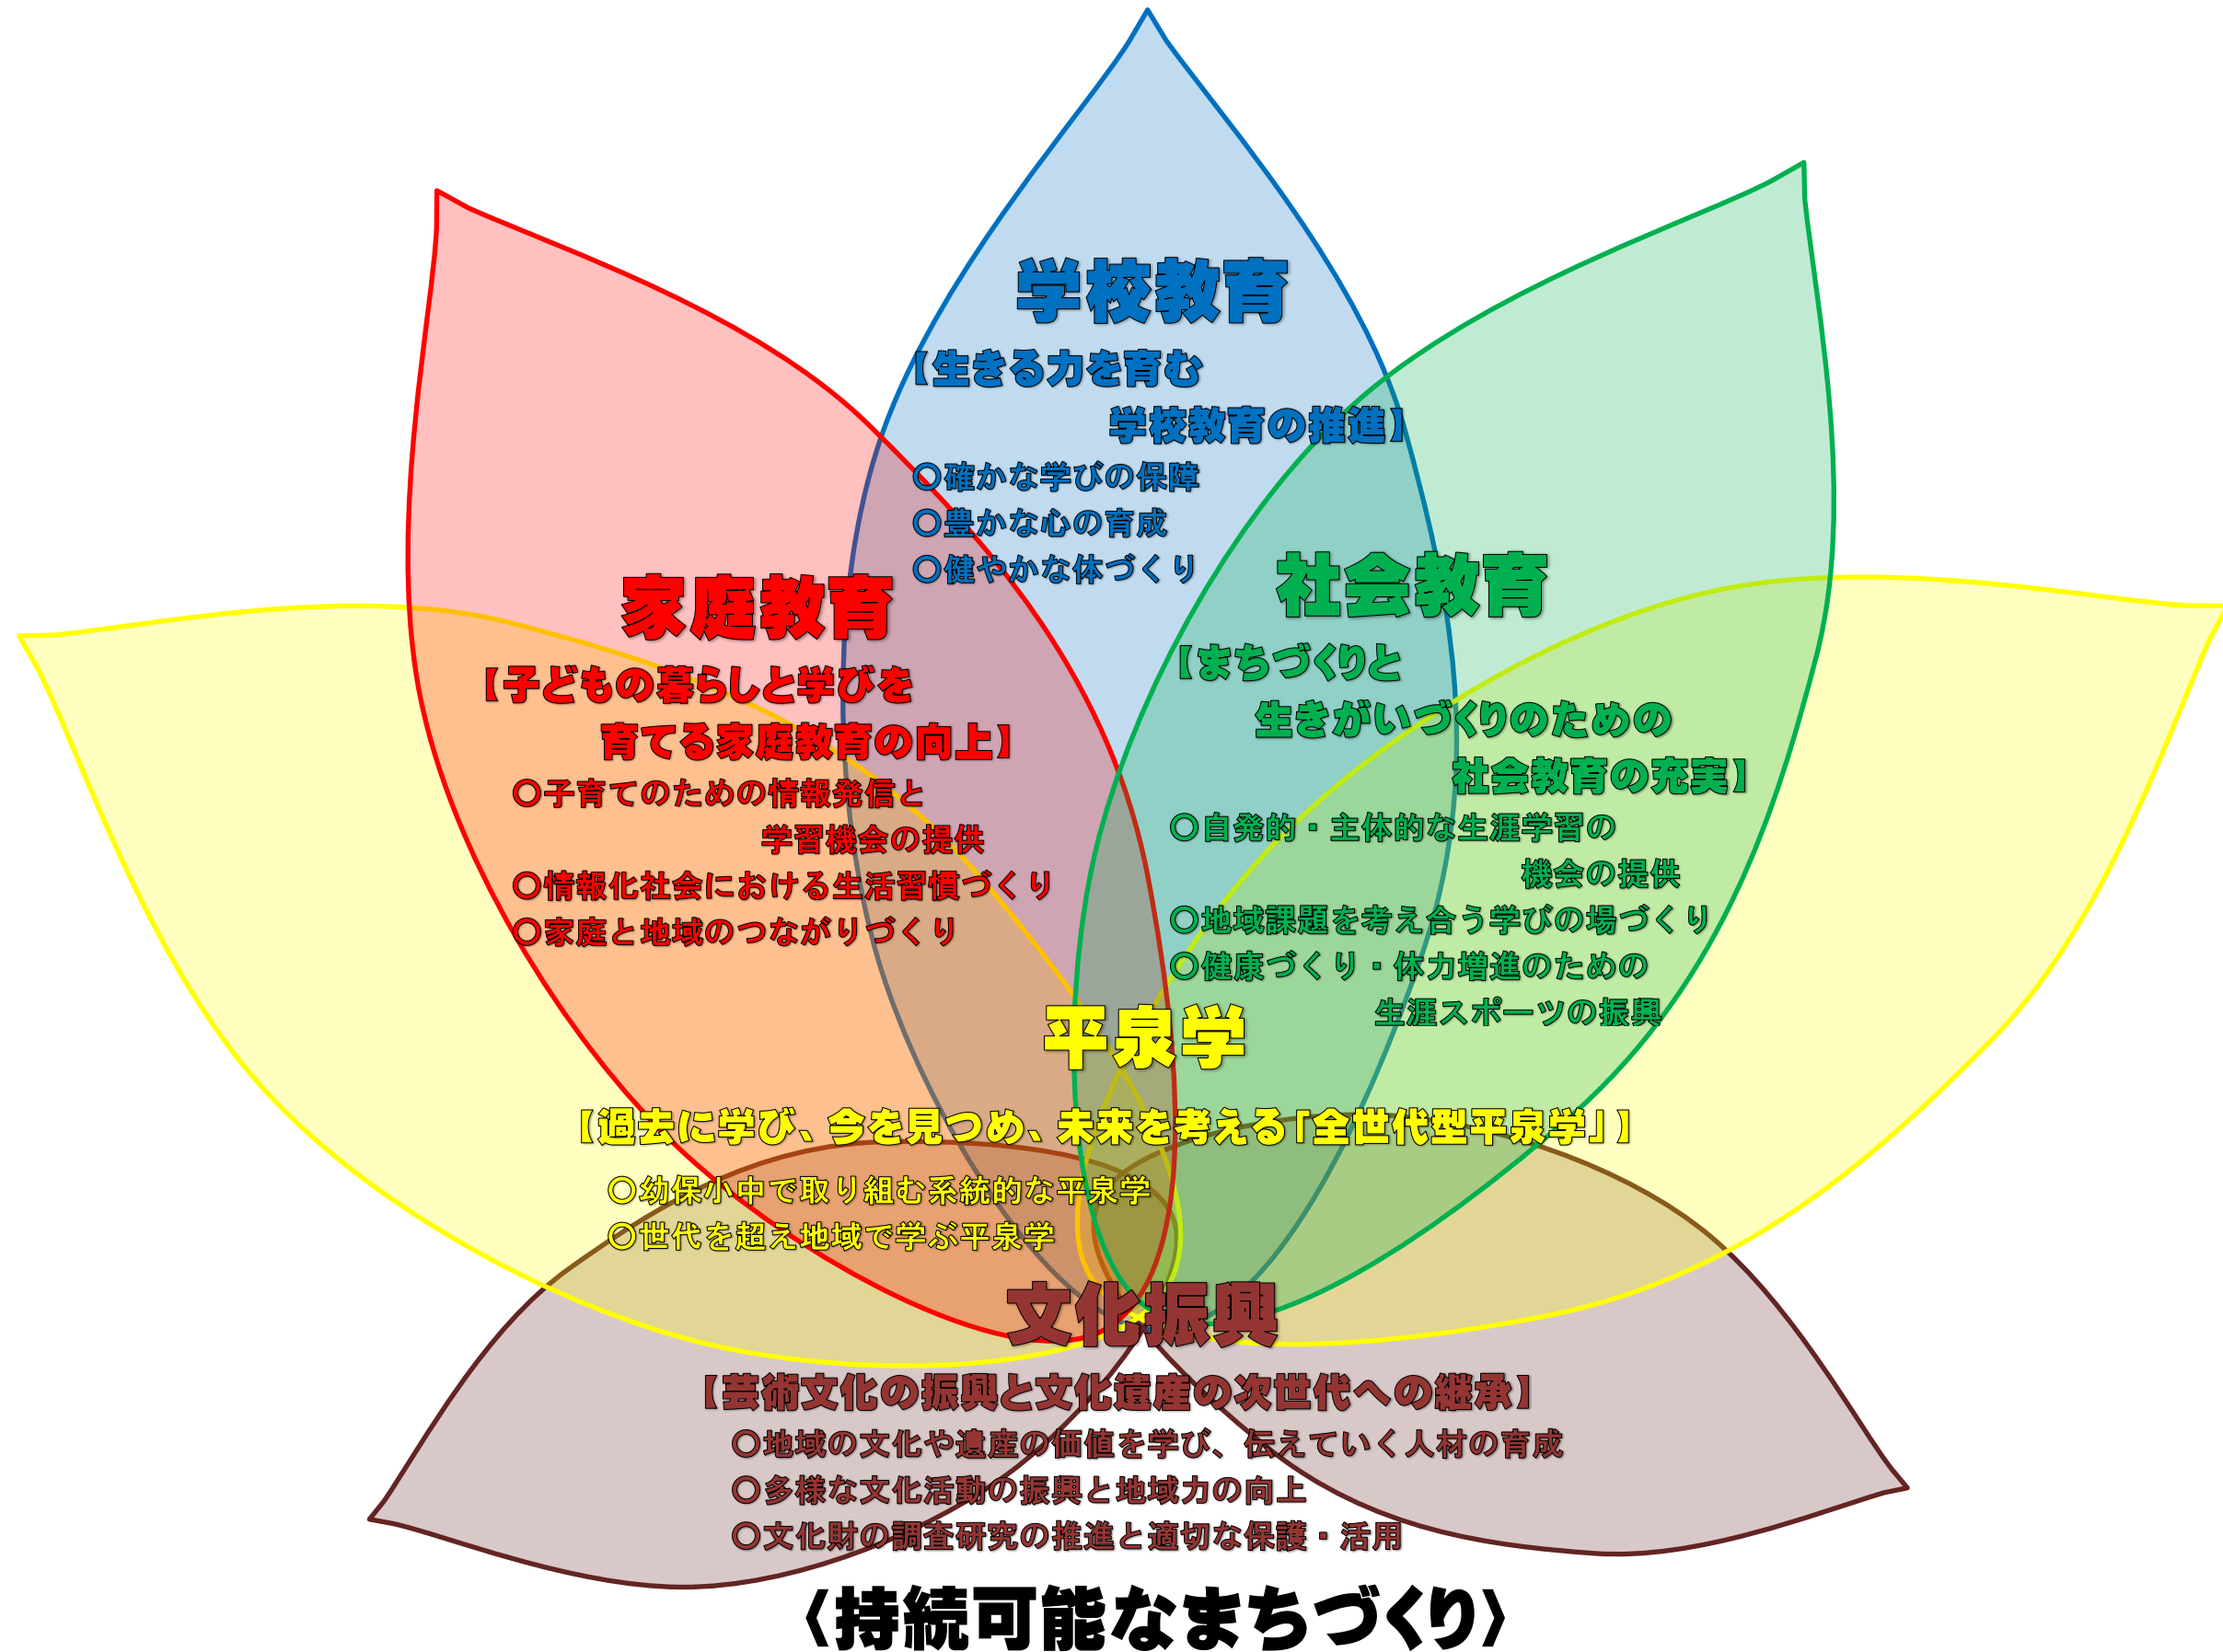 学校教育
【生きる力を育む
学校教育の推進】
○確かな学びの保障
○豊かな心の育成
○健やかな体づくり
家庭教育
【子どもの暮らしと学びを
育てる家庭教育の向上】
○子育てのための情報発信と
学習機会の提供
○情報化社会における生活習慣づくり
○家庭と地域のつながりづくり
社会教育
【まちづくりと
生きがいづくりのための
社会教育の充実】
○自発的・主体的な生涯学習の
機会の提供
○地域課題を考え合う学びの場づくり
○健康づくり・体力増進のための
生涯スポーツの振興
平泉学
【過去に学び、今を見つめ、未来を考える「全世代型平泉学」】
○幼保小中で取り組む系統的な平泉学
○世代を超え地域で学ぶ平泉学
文化振興
【芸術文化の振興と文化遺産の次世代への継承】
○地域の文化や遺産の価値を学び、伝えていく人材の育成
○多様な文化活動の振興と地域力の向上
○文化財の調査研究の推進と適切な保護・活用
〈持続可能なまちづくり〉